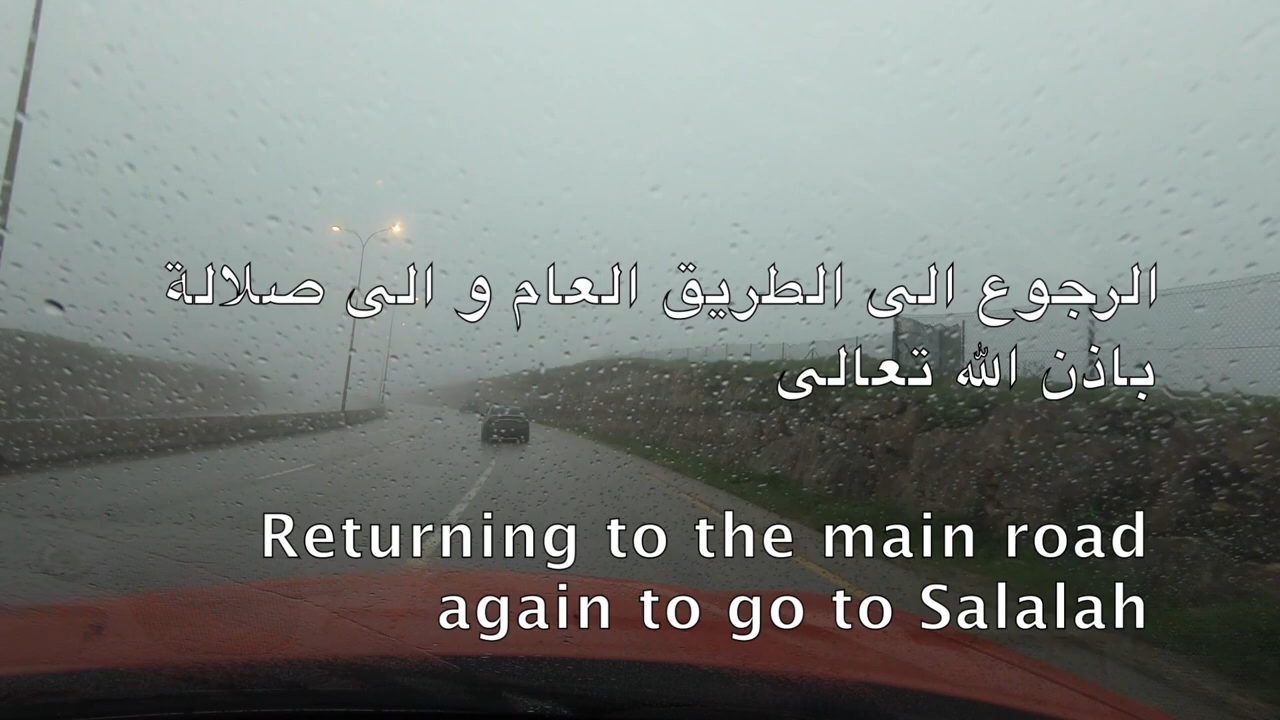 الرجوع الى الطريق العام و الى صلالة
باذن الله تعالى
Returning to the main road
again to go to Salalah